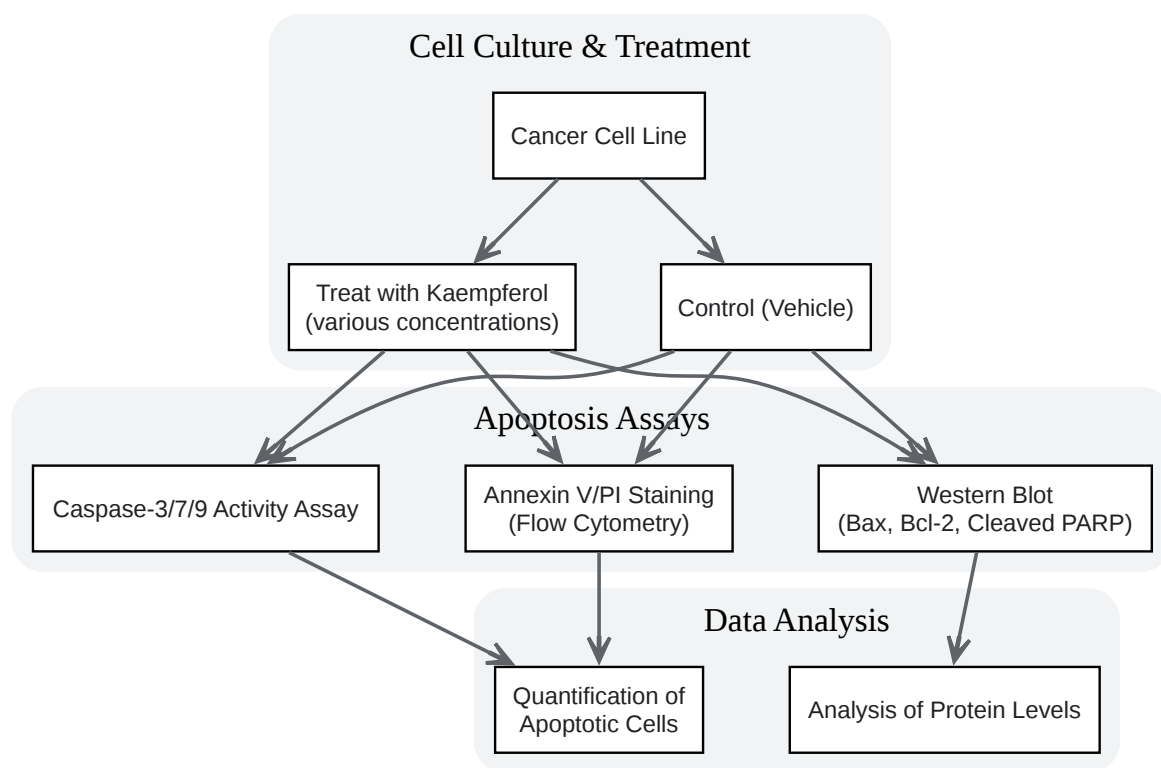 Cell Culture & Treatment
Cancer Cell Line
Treat with Kaempferol
(various concentrations)
Control (Vehicle)
Apoptosis Assays
Caspase-3/7/9 Activity Assay
Annexin V/PI Staining
(Flow Cytometry)
Western Blot
(Bax, Bcl-2, Cleaved PARP)
Data Analysis
Quantification of
Apoptotic Cells
Analysis of Protein Levels